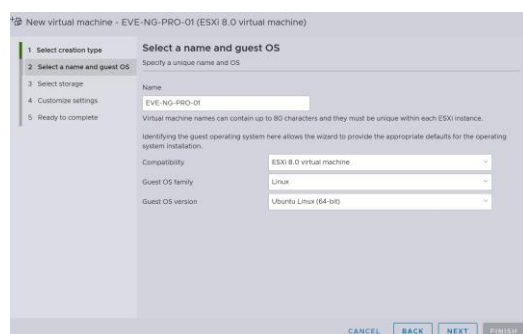 New virtual machine - EVE-NG-PRO-01 (ESXi 8.0 virtual machine)
1 Select creation type
2 Select a name and guest OS
3 Select storage
4 Customize settings
5 Ready to complete
Select a name and guest OS
Specify a unique name and OS
Name
EVE-NG-PRO-01
Virtual machine names can contain up to 80 characters and they must be unique within each ESXi instance.
Identifying the guest operating system here allows the wizard to provide the appropriate defaults for the operating
system installation.
Compatibility
ESXi 8.0 virtual machine
Guest OS family
Linux
Guest OS version
Ubuntu Linux (64-bit)
CANCEL
BACK
NEXT
FINISH